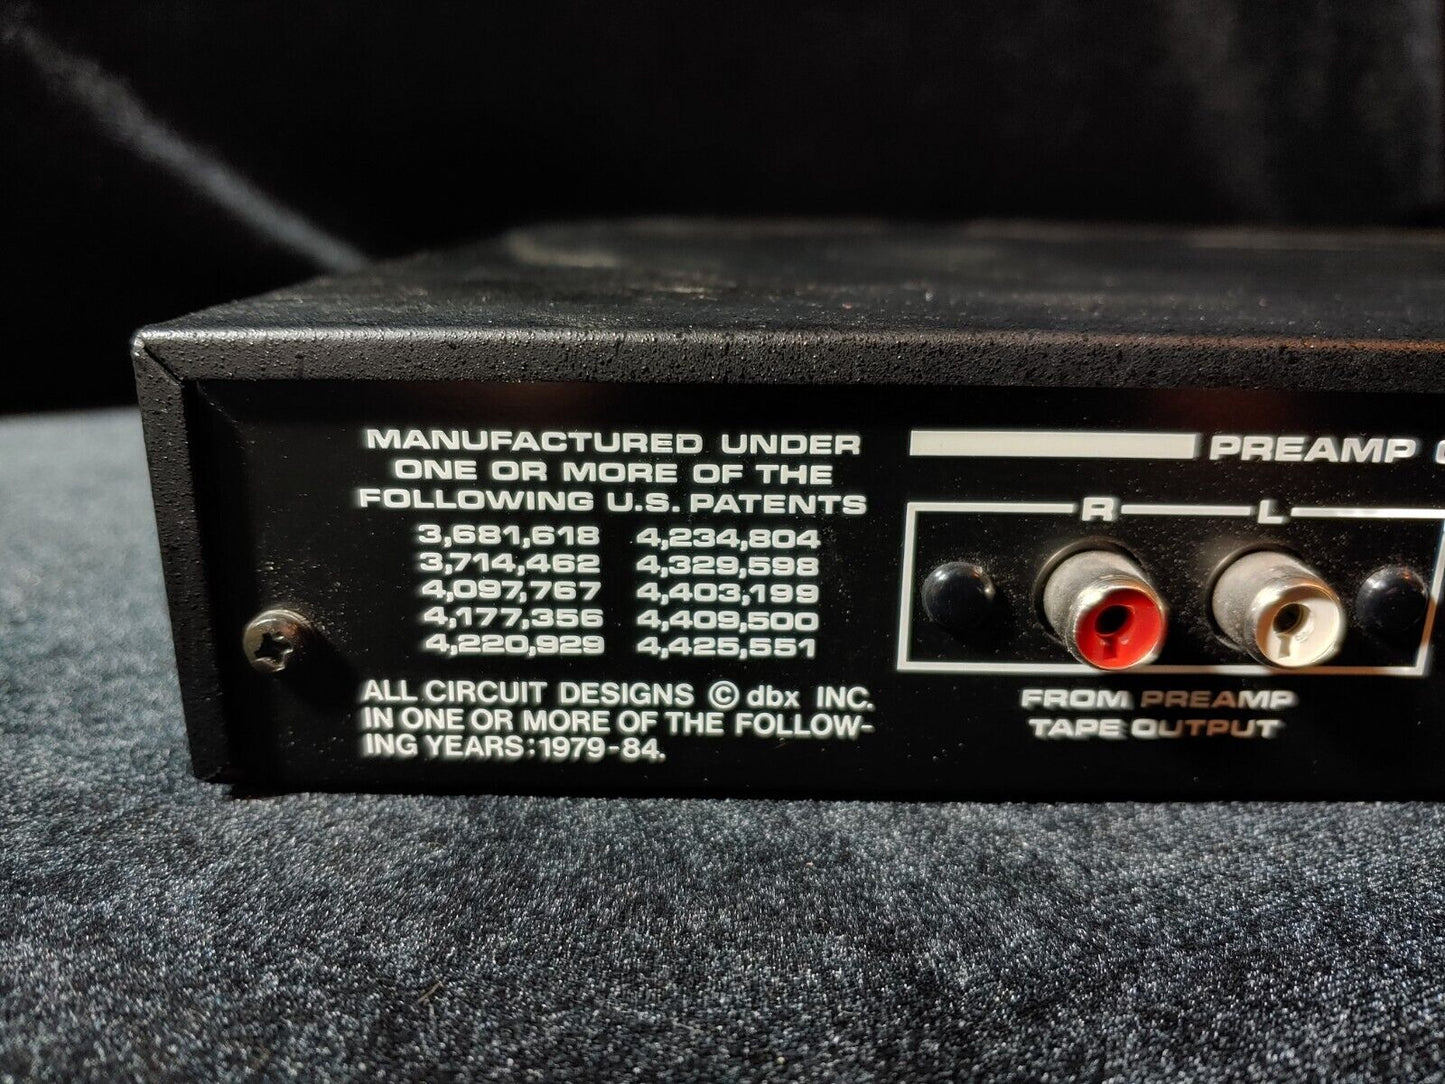 MANUFACTURED UNDER
ONE OR MORE OF THE
FOLLOWING U.S. PATENTS
3,681,618 4,234,804
3,714,462 4,329,598
4,097,767 4,403,199
4,177,356 4,409,500
4,220,929 4,425,551
ALL CIRCUIT DESIGNS © dbx INC.
IN ONE OR MORE OF THE FOLLOW-
ING YEARS: 1979-84.
PREAMP
R L
FROM PREAMP
TAPE OUTPUT